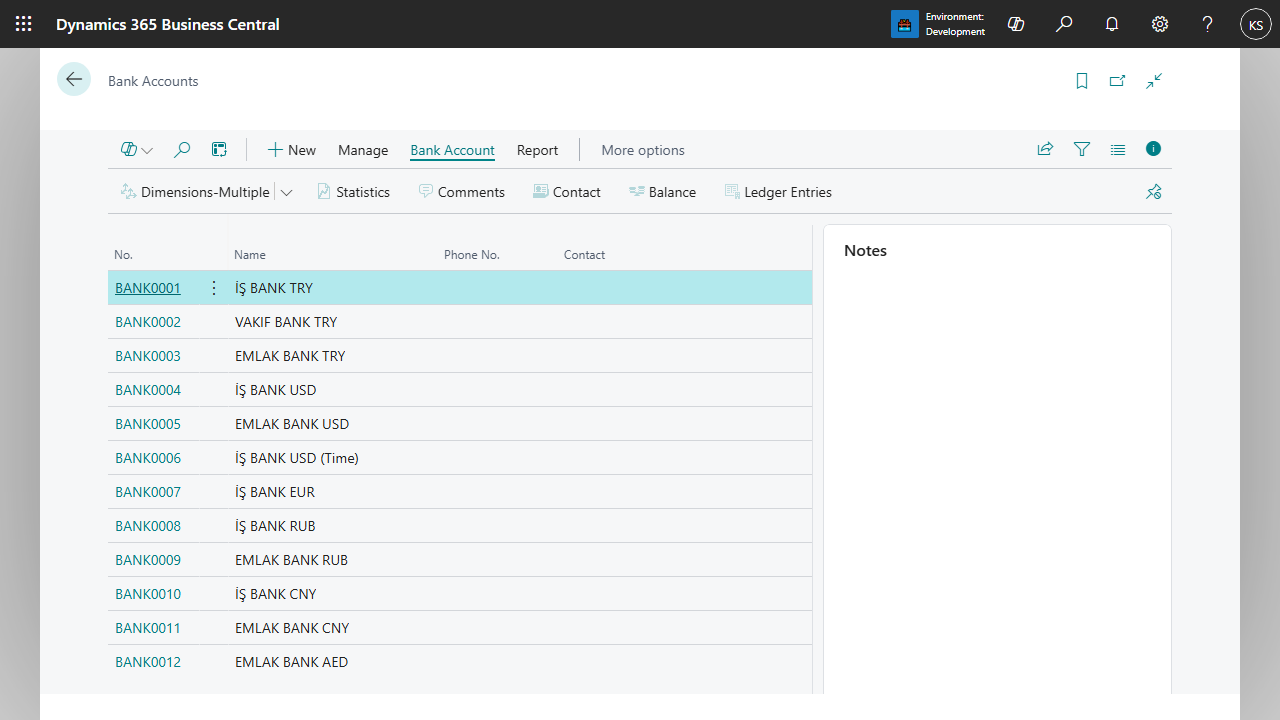 Dynamics 365 Business Central
Environment:
Development
KS
Bank Accounts
New Manage Bank Account Report More options
Dimensions-Multiple Statistics Comments Contact Balance Ledger Entries
No. Name Phone No. Contact
Notes
BANK0001 İŞ BANK TRY
BANK0002 VAKIF BANK TRY
BANK0003 EMLAK BANK TRY
BANK0004 İŞ BANK USD
BANK0005 EMLAK BANK USD
BANK0006 İŞ BANK USD (Time)
BANK0007 İŞ BANK EUR
BANK0008 İŞ BANK RUB
BANK0009 EMLAK BANK RUB
BANK0010 İŞ BANK CNY
BANK0011 EMLAK BANK CNY
BANK0012 EMLAK BANK AED